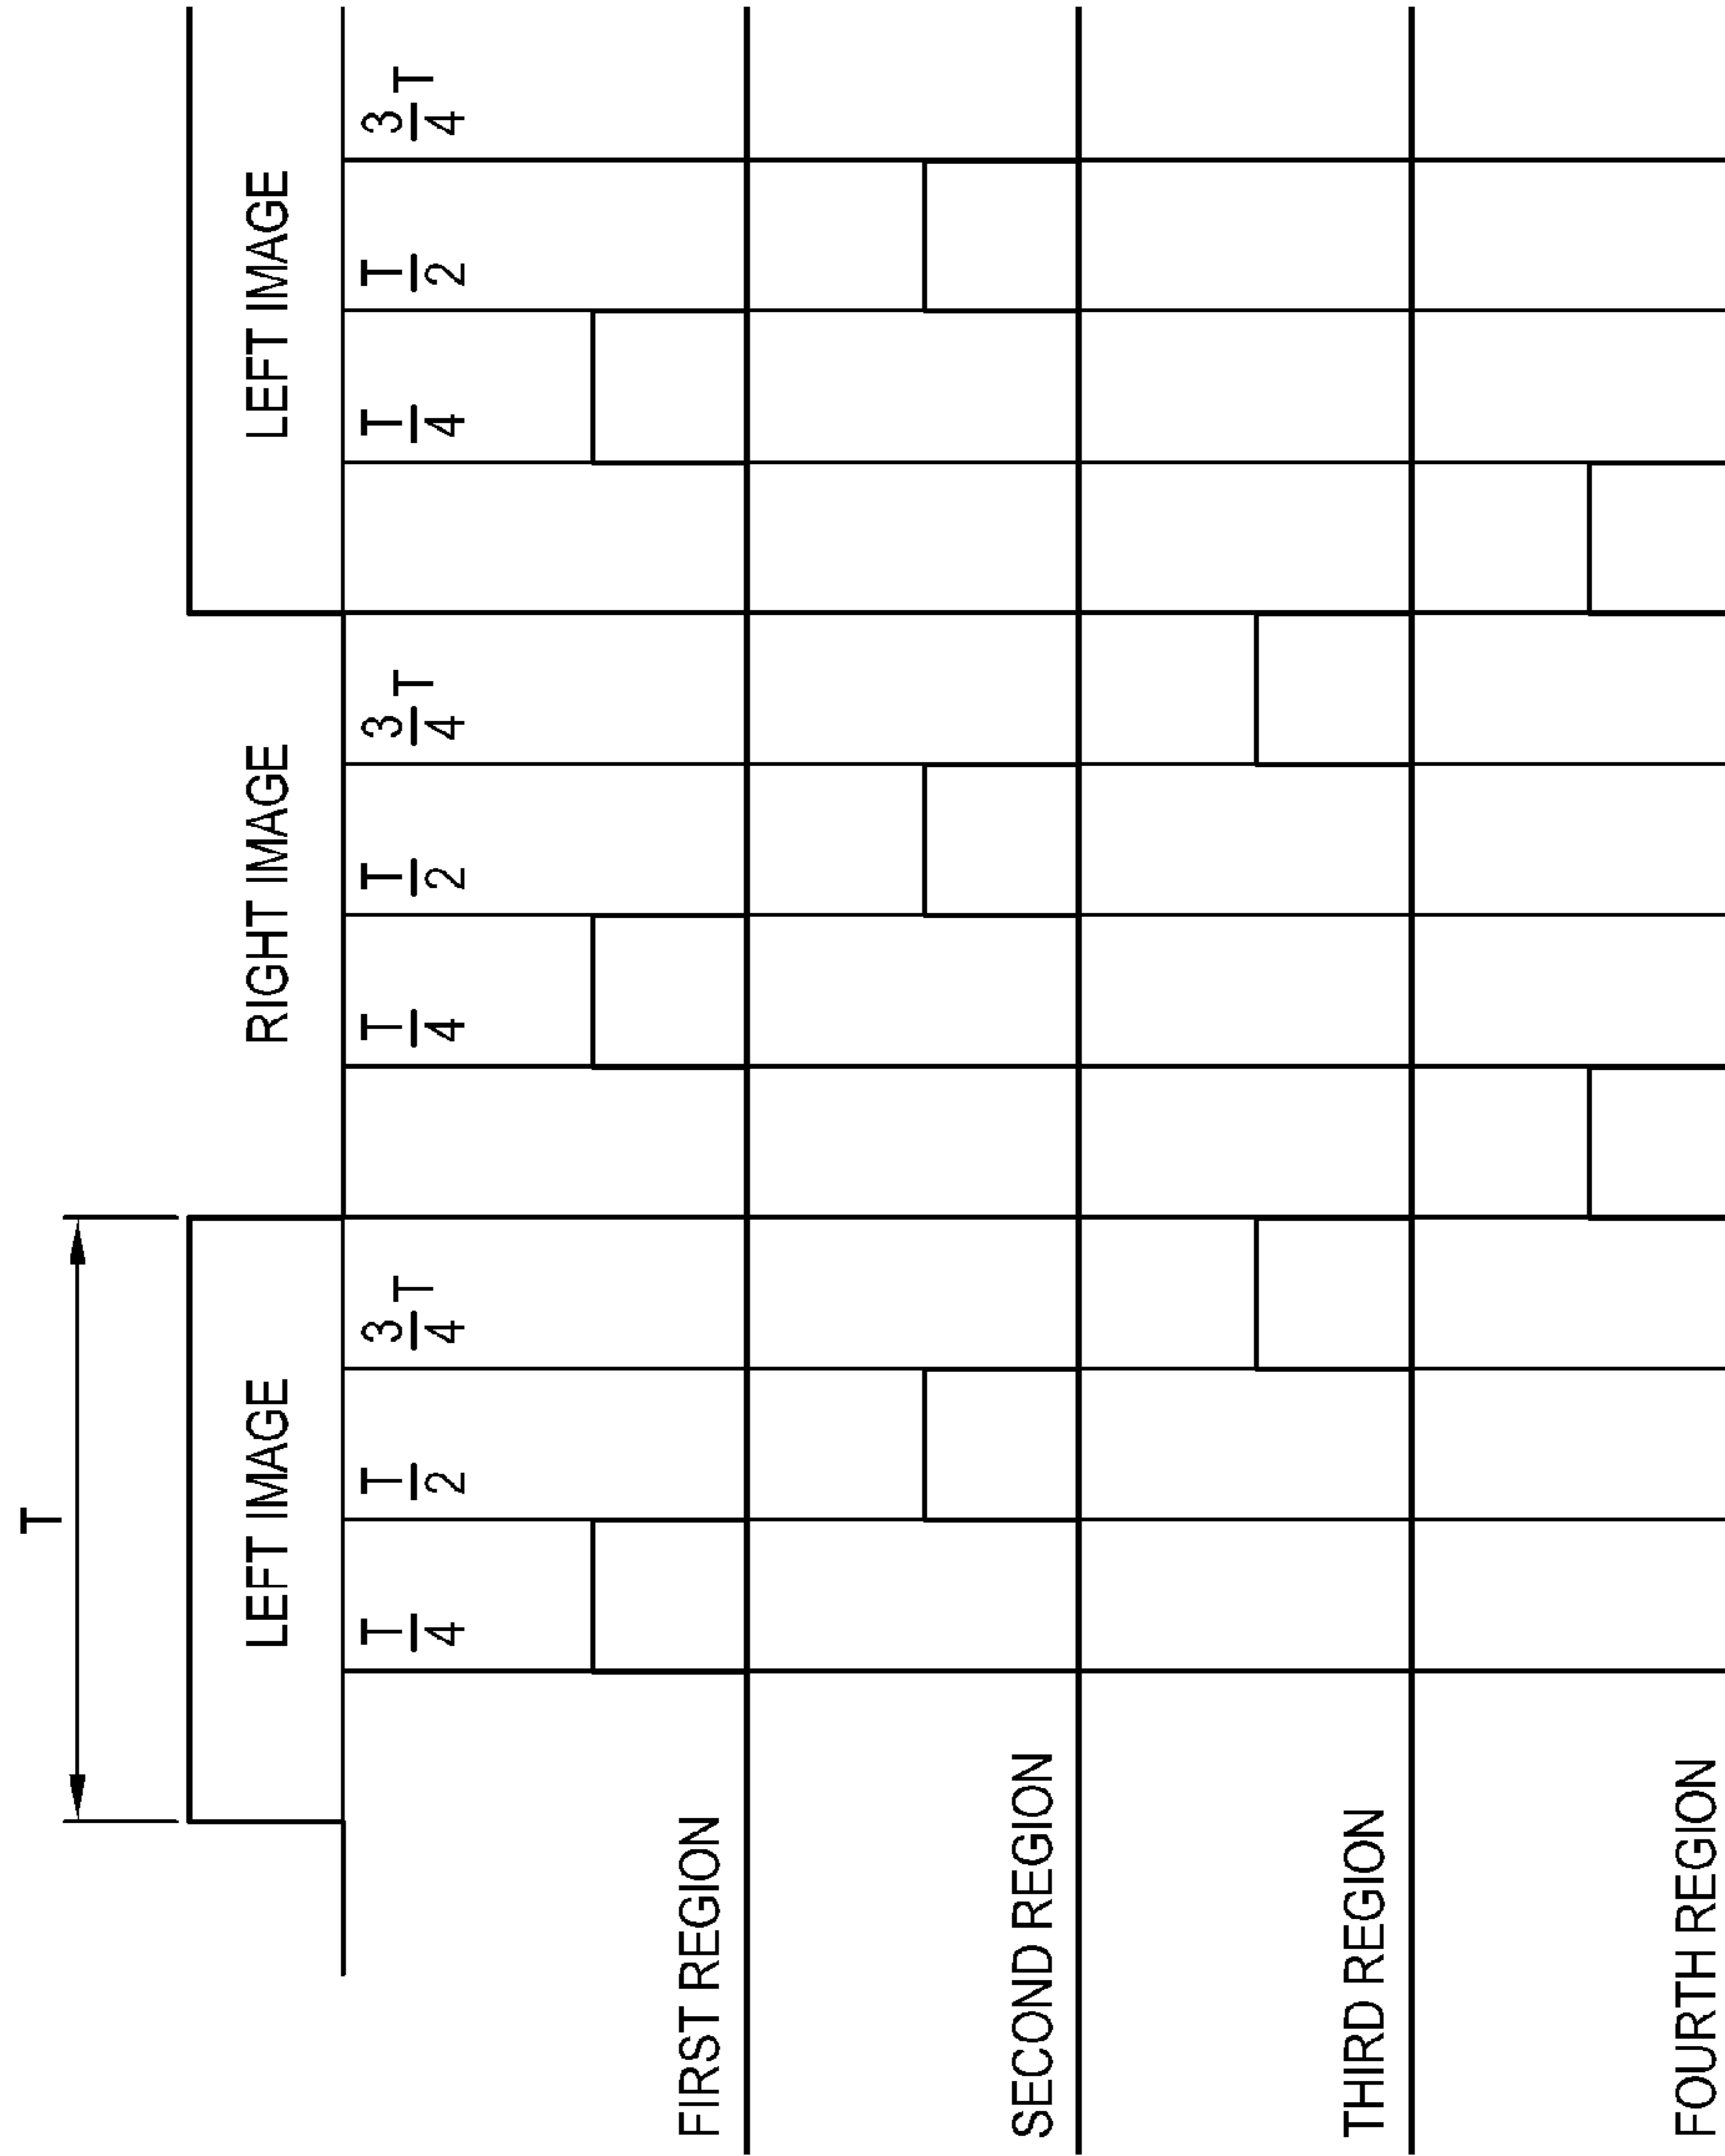 T
LEFT IMAGE RIGHT IMAGE LEFT IMAGE
T/4 T/2 3/4 T T/4 T/2 3/4 T T/4 T/2 3/4 T
FIRST REGION
SECOND REGION
THIRD REGION
FOURTH REGION